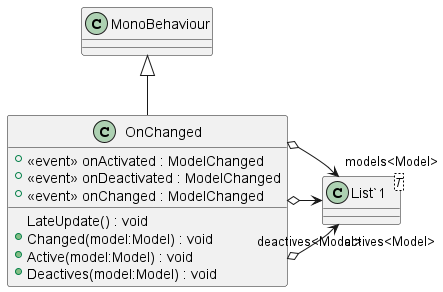 C MonoBehaviour
C OnChanged
«event» onActivated : ModelChanged
«event» onDeactivated : ModelChanged
«event» onChanged : ModelChanged
LateUpdate() : void
Changed(model:Model) : void
Active(model:Model) : void
Deactives(model:Model) : void
models<Model>
T
C List`1
deactives<Model>
actives<Model>